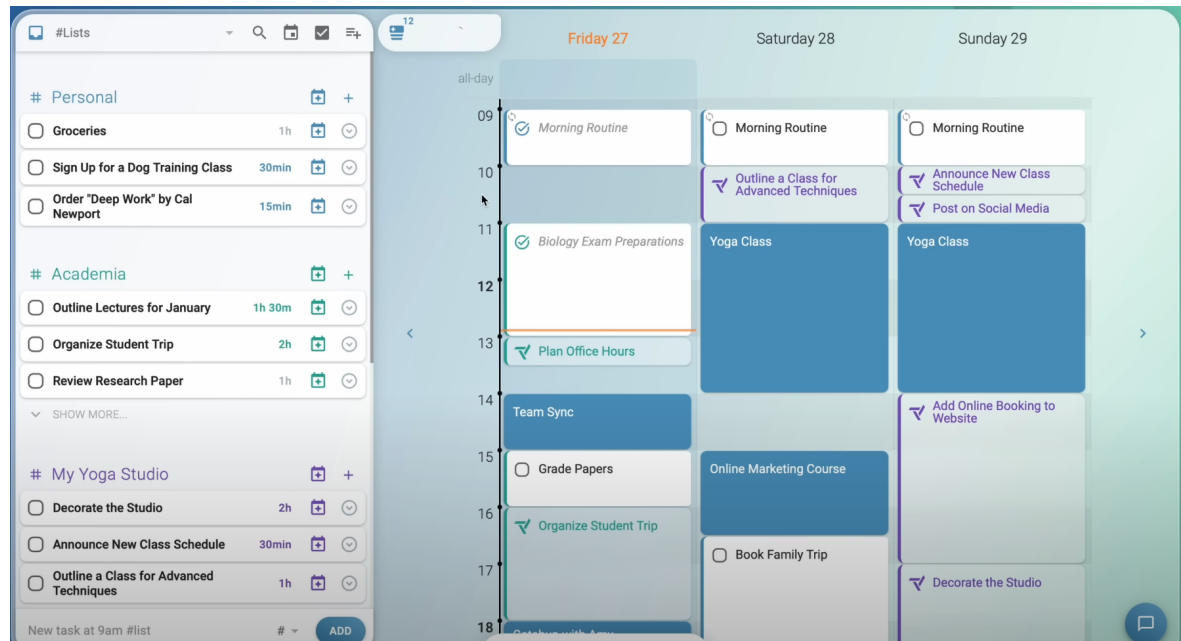 #Lists
12
Friday 27
Saturday 28
Sunday 29
all-day
# Personal
Groceries 1h
Sign Up for a Dog Training Class 30min
Order "Deep Work" by Cal
Newport
15min
# Academia
Outline Lectures for January 1h 30m
Organize Student Trip 2h
Review Research Paper 1h
SHOW MORE...
# My Yoga Studio
Decorate the Studio 2h
Announce New Class Schedule 30min
Outline a Class for Advanced
Techniques
1h
New task at 9am #list
#
ADD
09
10
11
12
13
14
15
16
17
18
Morning Routine
Biology Exam Preparations
Plan Office Hours
Team Sync
Grade Papers
Organize Student Trip
Catchup with Amy
Morning Routine
Outline a Class for
Advanced Techniques
Yoga Class
Online Marketing Course
Book Family Trip
Morning Routine
Announce New Class
Schedule
Post on Social Media
Yoga Class
Add Online Booking to
Website
Decorate the Studio